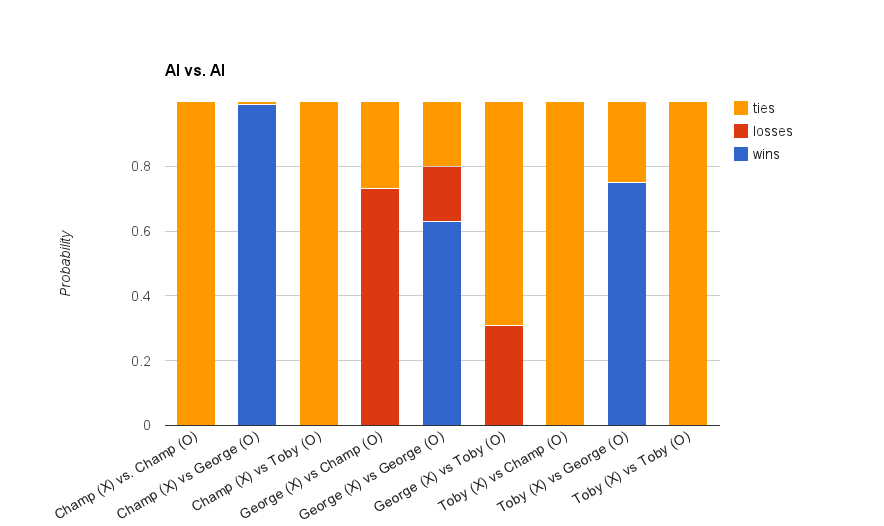 AI vs. AI
ties
losses
wins
Probability
0.8
0.6
0.4
0.2
0
Champ (X) vs. Champ (O)
Champ (X) vs George (O)
Champ (X) vs Toby (O)
George (X) vs Champ (O)
George (X) vs George (O)
George (X) vs Toby (O)
Toby (X) vs Champ (O)
Toby (X) vs George (O)
Toby (X) vs Toby (O)